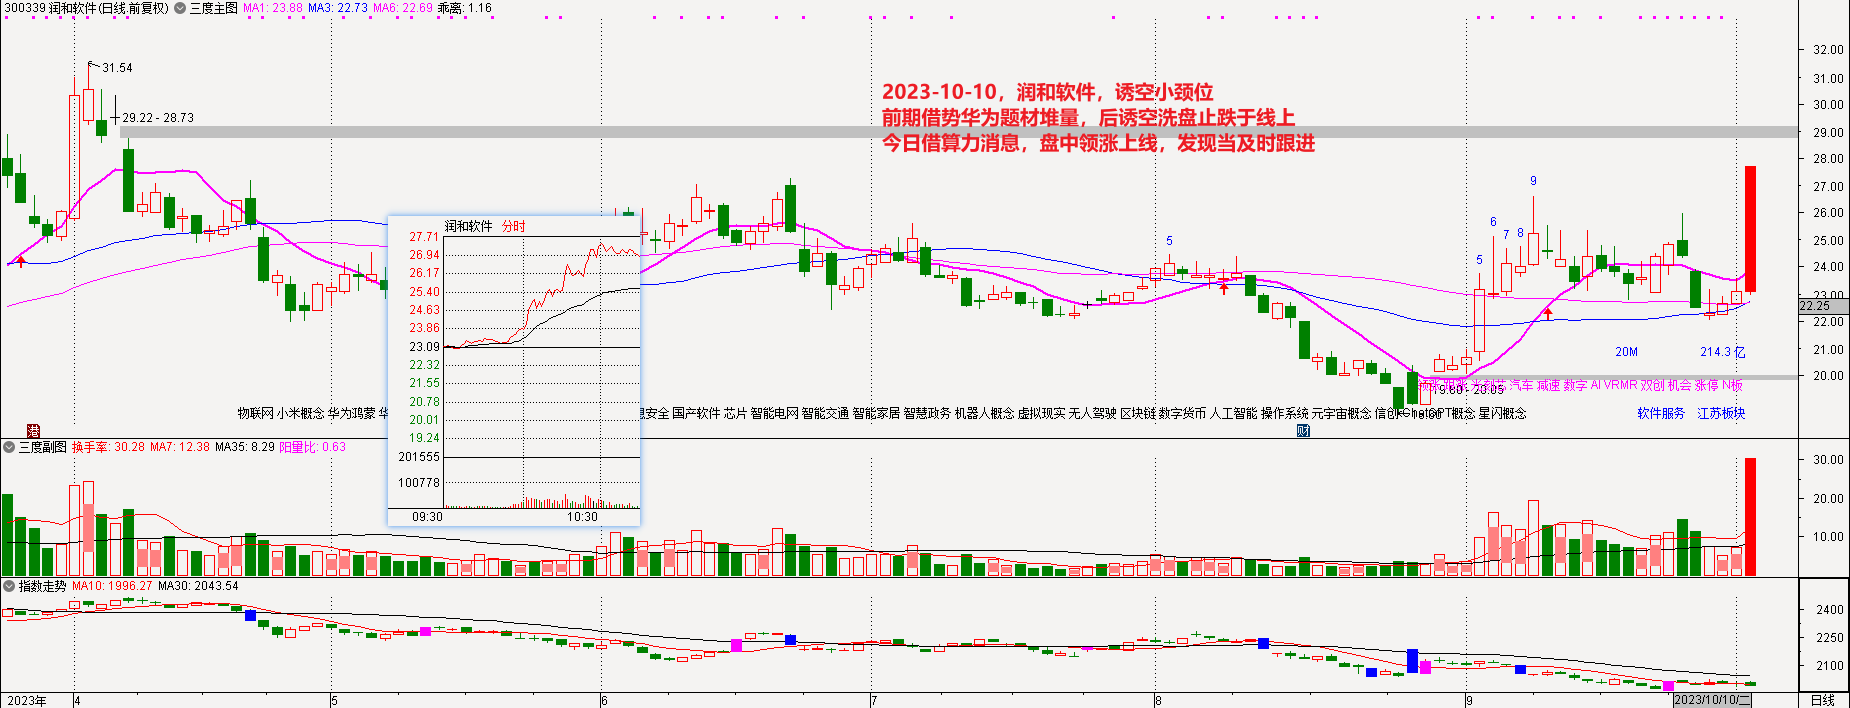 300339 润和软件(日线.前复权) 三度主图 MA1: 23.88 MA3: 22.73 MA6: 22.69 乖离: 1.16
31.54
29.22 - 28.73
2023-10-10，润和软件，诱空小颈位
前期借势华为题材堆量，后诱空洗盘止跌于线上
今日借算力消息，盘中领涨上线，发现当及时跟进
32.00
31.00
30.00
29.00
28.00
27.00
26.00
25.00
24.00
23.00
22.25
22.00
21.00
20.00
润和软件 分时
27.71
26.94
26.17
25.40
24.63
23.86
23.09
22.32
21.55
20.78
20.01
19.24
201555
100778
09:30 10:30
5
5
6
7
8
9
20M 214.3 亿
汽车 减速 数字 AI VRMR 双创 机会 涨停 N板
物联网 小米概念 华为鸿蒙 华
息安全 国产软件 芯片 智能电网 智能交通 智能家居 智慧政务 机器人概念 虚拟现实 无人驾驶 区块链 数字货币 人工智能 操作系统 元宇宙概念 信创 ChatGPT概念 星闪概念
软件服务 江苏板块
港
财
三度副图 换手率: 30.28 MA7: 12.38 MA35: 8.29 阳量比: 0.63
30.00
20.00
10.00
指数走势 MA10: 1996.27 MA30: 2043.54
2400
2250
2100
2023年 4 5 6 7 8 9 2023/10/10/二 日线